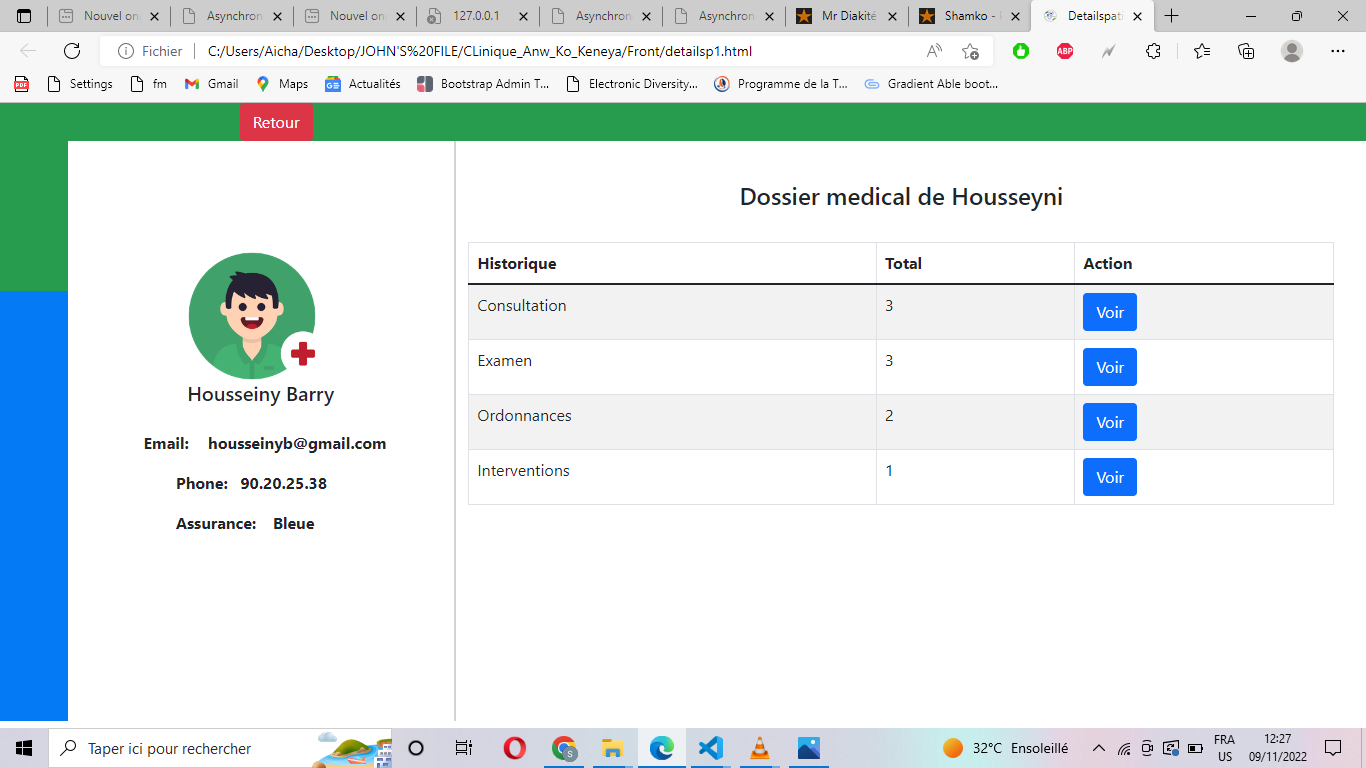 Nouvel on
Asynchron
Nouvel on
127.0.0.1
Asynchron
Asynchron
Mr Diakité
Shamko -
Detailspat
Fichier
C:/Users/Aicha/Desktop/JOHN'S%20FILE/CLinique_Anw_Ko_Keneya/Front/detailsp1.html
ABP
PDF
Settings
fm
Gmail
Maps
Actualités
Bootstrap Admin T...
Electronic Diversity...
Programme de la T...
Gradient Able boot...
Retour
Housseiny Barry
Email: housseinyb@gmail.com
Phone: 90.20.25.38
Assurance: Bleue
Dossier medical de Housseyni
Historique Total Action
Consultation 3 Voir
Examen 3 Voir
Ordonnances 2 Voir
Interventions 1 Voir
Taper ici pour rechercher
S
32°C Ensoleillé
FRA
US
12:27
09/11/2022